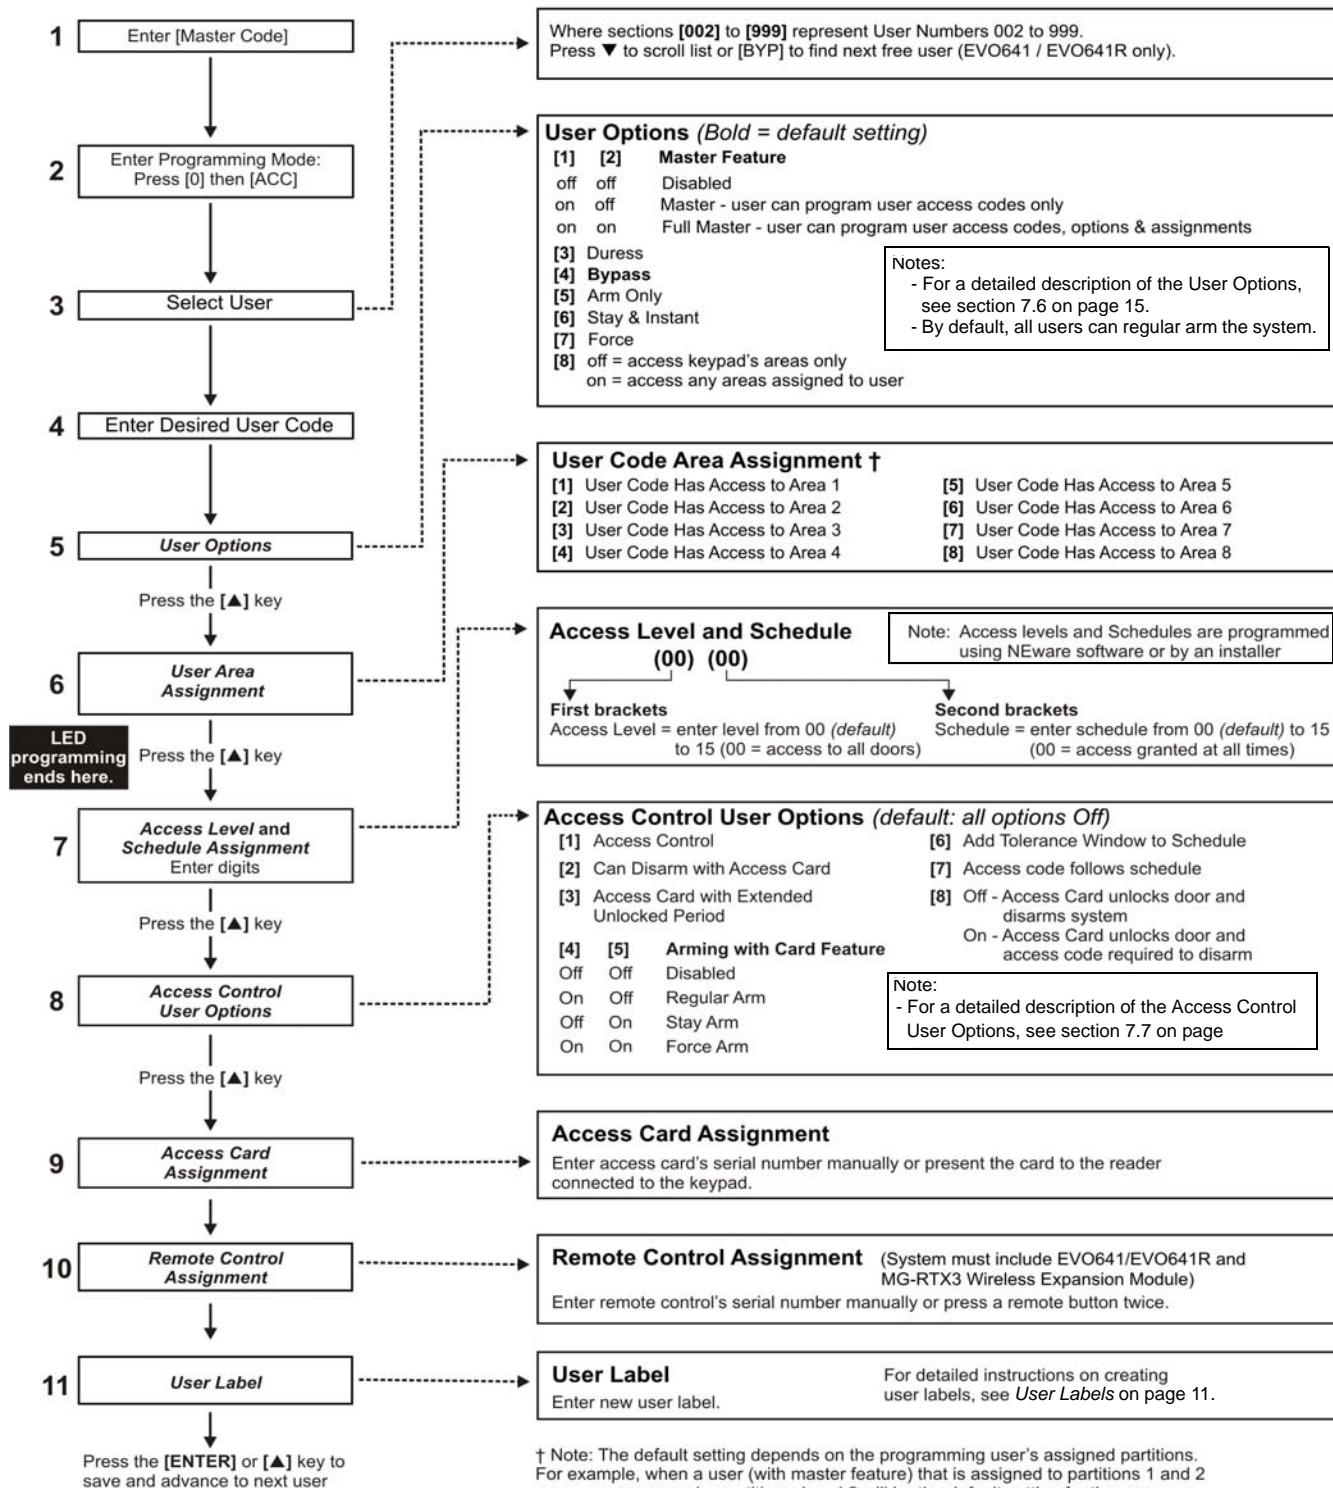 1
Enter [Master Code]
2
Enter Programming Mode:
Press [0] then [ACC]
3
Select User
4
Enter Desired User Code
5
User Options
Press the [▲] key
6
User Area
Assignment
LED
programming
ends here.
Press the [▲] key
7
Access Level and
Schedule Assignment
Enter digits
Press the [▲] key
8
Access Control
User Options
Press the [▲] key
9
Access Card
Assignment
10
Remote Control
Assignment
11
User Label
Press the [ENTER] or [▲] key to
save and advance to next user
Where sections [002] to [999] represent User Numbers 002 to 999.
Press ▼ to scroll list or [BYP] to find next free user (EVO641 / EVO641R only).
User Options (Bold = default setting)
[1] [2] Master Feature
off off Disabled
on off Master - user can program user access codes only
on on Full Master - user can program user access codes, options & assignments
[3] Duress
[4] Bypass
[5] Arm Only
[6] Stay & Instant
[7] Force
[8] off = access keypad's areas only
on = access any areas assigned to user
Notes:
- For a detailed description of the User Options,
see section 7.6 on page 15.
- By default, all users can regular arm the system.
User Code Area Assignment †
[1] User Code Has Access to Area 1
[2] User Code Has Access to Area 2
[3] User Code Has Access to Area 3
[4] User Code Has Access to Area 4
[5] User Code Has Access to Area 5
[6] User Code Has Access to Area 6
[7] User Code Has Access to Area 7
[8] User Code Has Access to Area 8
Access Level and Schedule
(00) (00)
Note: Access levels and Schedules are programmed
using NEware software or by an installer
First brackets
Access Level = enter level from 00 (default)
to 15 (00 = access to all doors)
Second brackets
Schedule = enter schedule from 00 (default) to 15
(00 = access granted at all times)
Access Control User Options (default: all options Off)
[1] Access Control
[2] Can Disarm with Access Card
[3] Access Card with Extended
Unlocked Period
[4] [5] Arming with Card Feature
Off Off Disabled
On Off Regular Arm
Off On Stay Arm
On On Force Arm
[6] Add Tolerance Window to Schedule
[7] Access code follows schedule
[8] Off - Access Card unlocks door and
disarms system
On - Access Card unlocks door and
access code required to disarm
Note:
- For a detailed description of the Access Control
User Options, see section 7.7 on page
Access Card Assignment
Enter access card's serial number manually or present the card to the reader
connected to the keypad.
Remote Control Assignment (System must include EVO641/EVO641R and
MG-RTX3 Wireless Expansion Module)
Enter remote control's serial number manually or press a remote button twice.
User Label
Enter new user label.
For detailed instructions on creating
user labels, see User Labels on page 11.
† Note: The default setting depends on the programming user's assigned partitions.
For example, when a user (with master feature) that is assigned to partitions 1 and 2